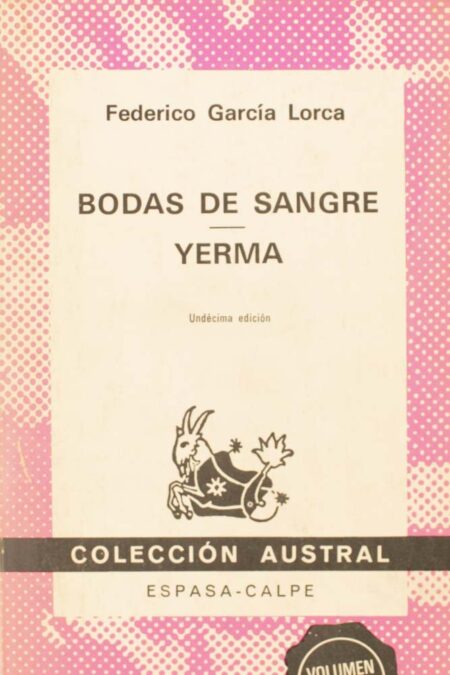 Federico García Lorca
BODAS DE SANGRE
YERMA
Undécima edición
COLECCIÓN AUSTRAL
ESPASA-CALPE
VOLUMEN